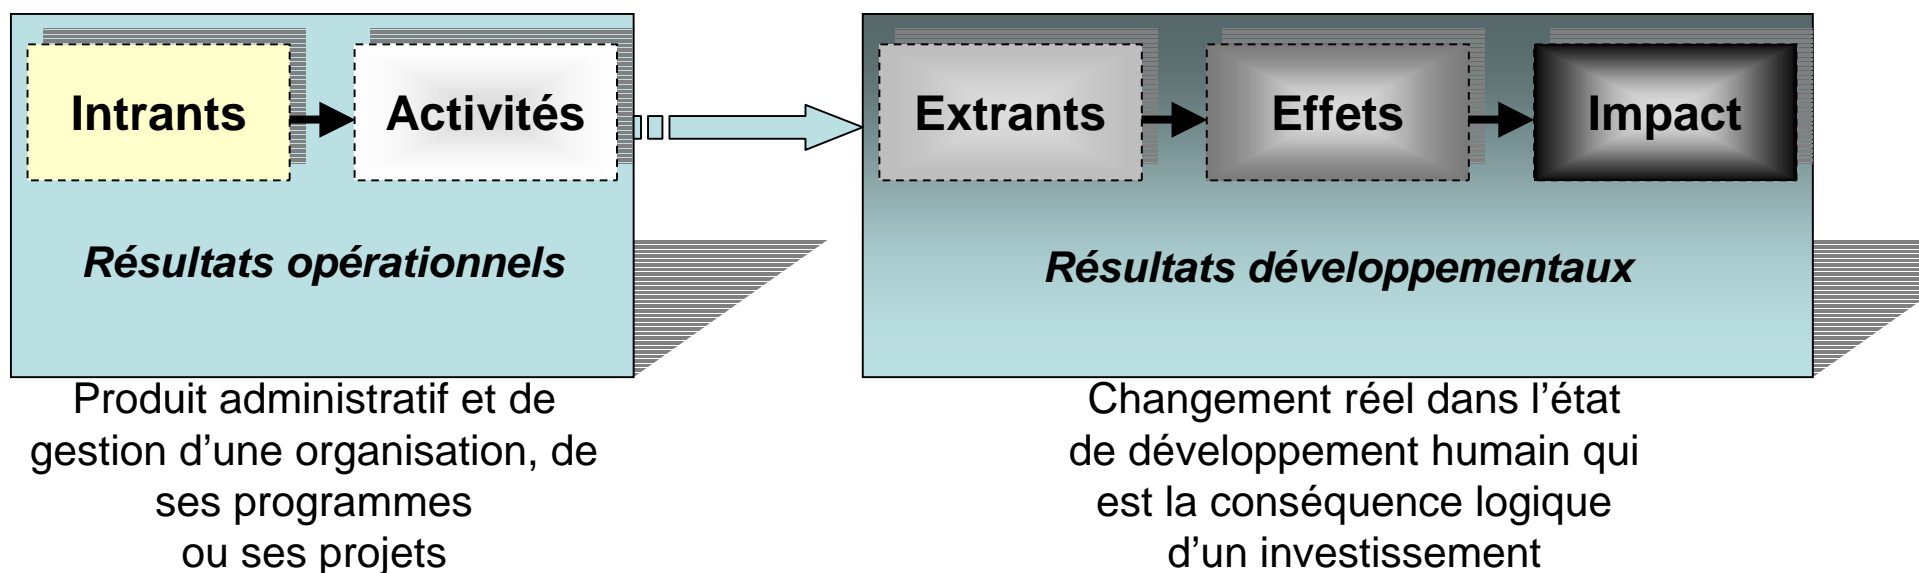 Intrants
Activités
Extrants
Effets
Impact
Résultats opérationnels
Résultats développementaux
Produit administratif et de
gestion d’une organisation, de
ses programmes
ou ses projets
Changement réel dans l’état
de développement humain qui
est la conséquence logique
d’un investissement